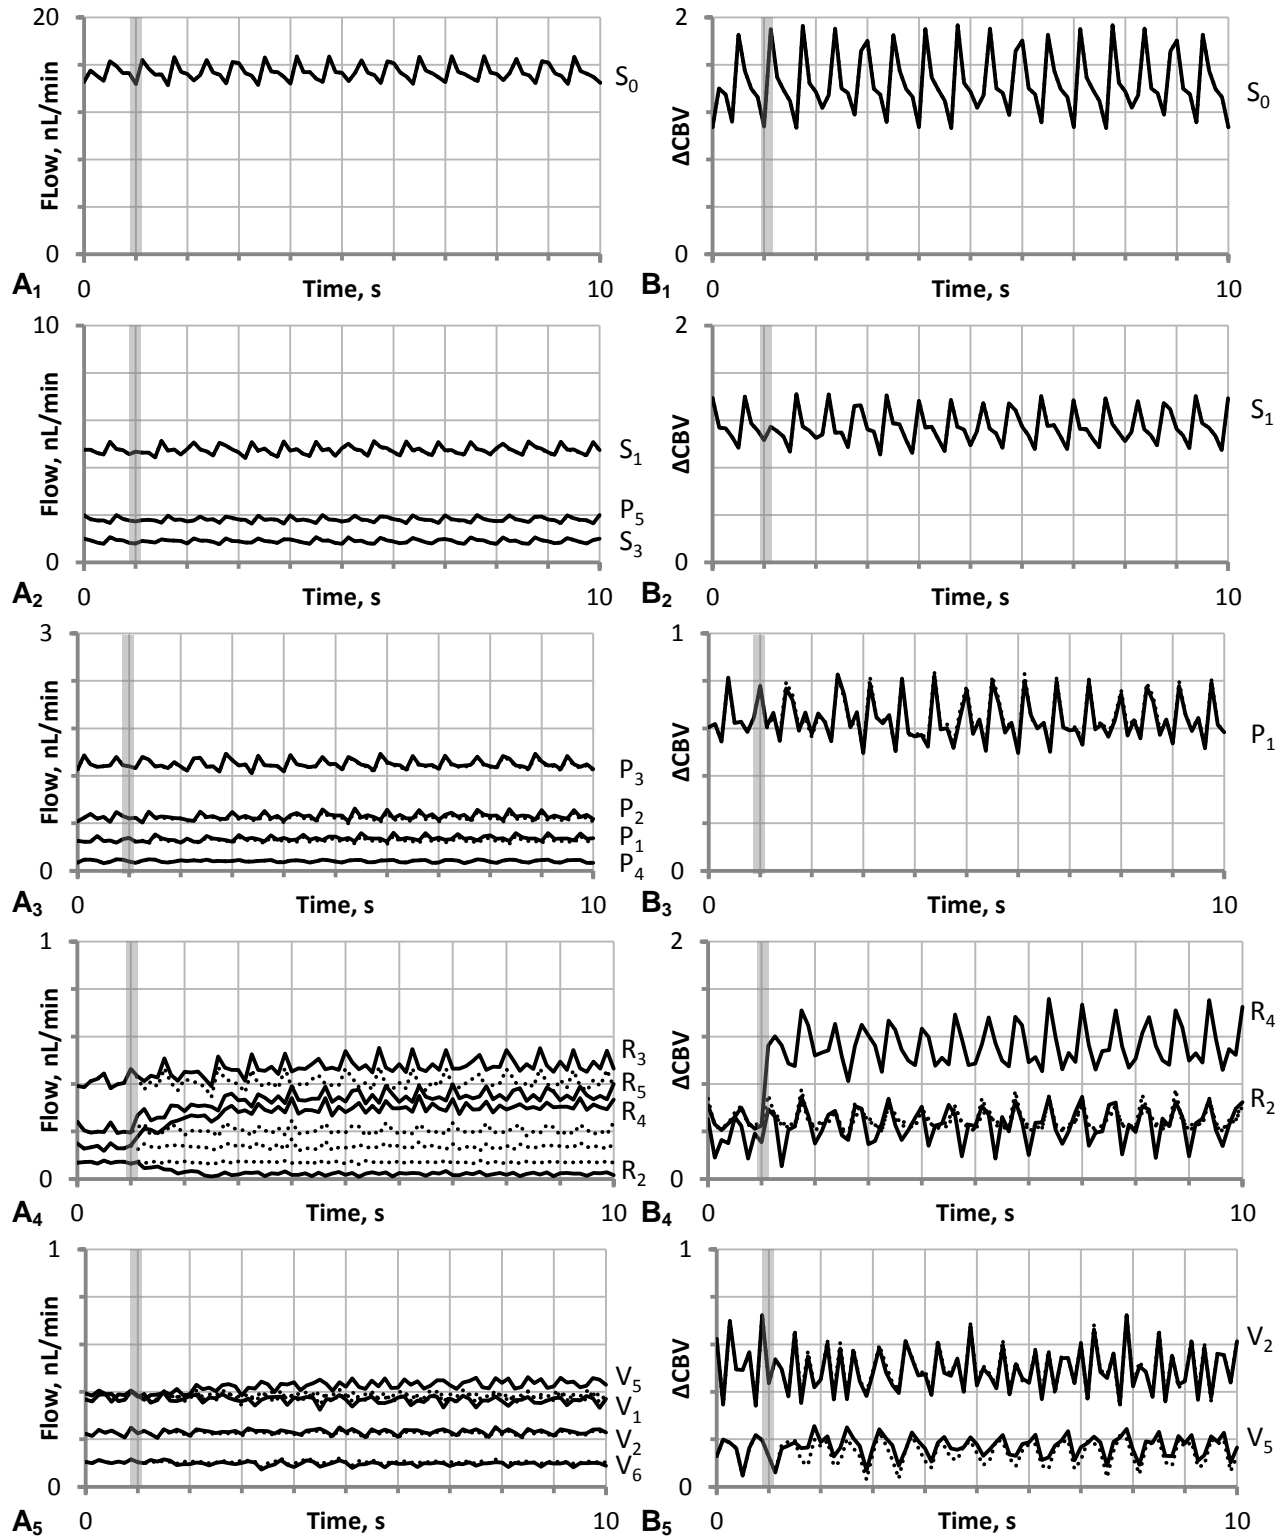 20
FLow, nL/min
S0
0
A1
0
Time, s
10
2
ΔCBV
S0
0
B1
0
Time, s
10
10
Flow, nL/min
S1
P5
S3
0
A2
0
Time, s
10
2
ΔCBV
S1
0
B2
0
Time, s
10
3
Flow, nL/min
P3
P2
P1
P4
0
A3
0
Time, s
10
1
ΔCBV
P1
0
B3
0
Time, s
10
1
Flow, nL/min
R3
R5
R4
R2
0
A4
0
Time, s
10
2
ΔCBV
R4
R2
0
B4
0
Time, s
10
1
Flow, nL/min
V5
V1
V2
V6
0
A5
0
Time, s
10
1
ΔCBV
V2
V5
0
B5
0
Time, s
10